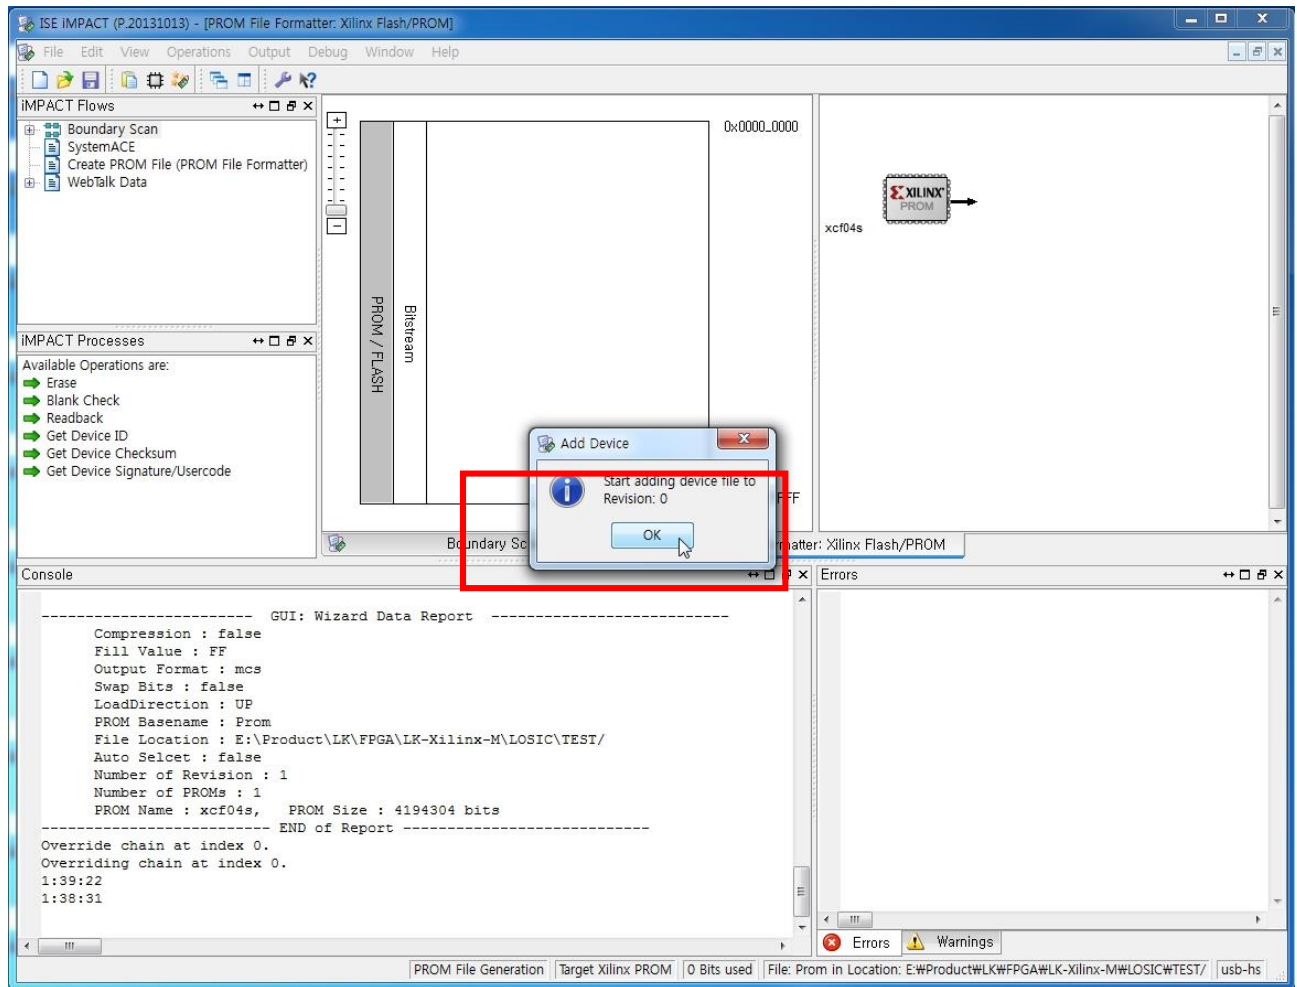 ISE iMPACT (P.20131013) - [PROM File Formatter: Xilinx Flash/PROM]
File Edit View Operations Output Debug Window Help
iMPACT Flows
Boundary Scan
SystemACE
Create PROM File (PROM File Formatter)
WebTalk Data
iMPACT Processes
Available Operations are:
Erase
Blank Check
Readback
Get Device ID
Get Device Checksum
Get Device Signature/Usercode
PROM / FLASH
Bitstream
0x0000_0000
FFF
XILINX
PROM
xcf04s
Add Device
Start adding device file to
Revision: 0
OK
Boundary Sc
rmatter: Xilinx Flash/PROM
Console
---------------------- GUI: Wizard Data Report ---------------------------
Compression : false
Fill Value : FF
Output Format : mcs
Swap Bits : false
LoadDirection : UP
PROM Basename : Prom
File Location : E:\Product\LK\FPGA\LK-Xilinx-M\LOSIC\TEST/
Auto Selcet : false
Number of Revision : 1
Number of PROMs : 1
PROM Name : xcf04s, PROM Size : 4194304 bits
-------------------------- END of Report ----------------------------
Override chain at index 0.
Overriding chain at index 0.
1:39:22
1:38:31
Errors
Errors Warnings
PROM File Generation Target Xilinx PROM 0 Bits used File: Prom in Location: E:₩Product₩LK₩FPGA₩LK-Xilinx-M₩LOSIC₩TEST/ usb-hs